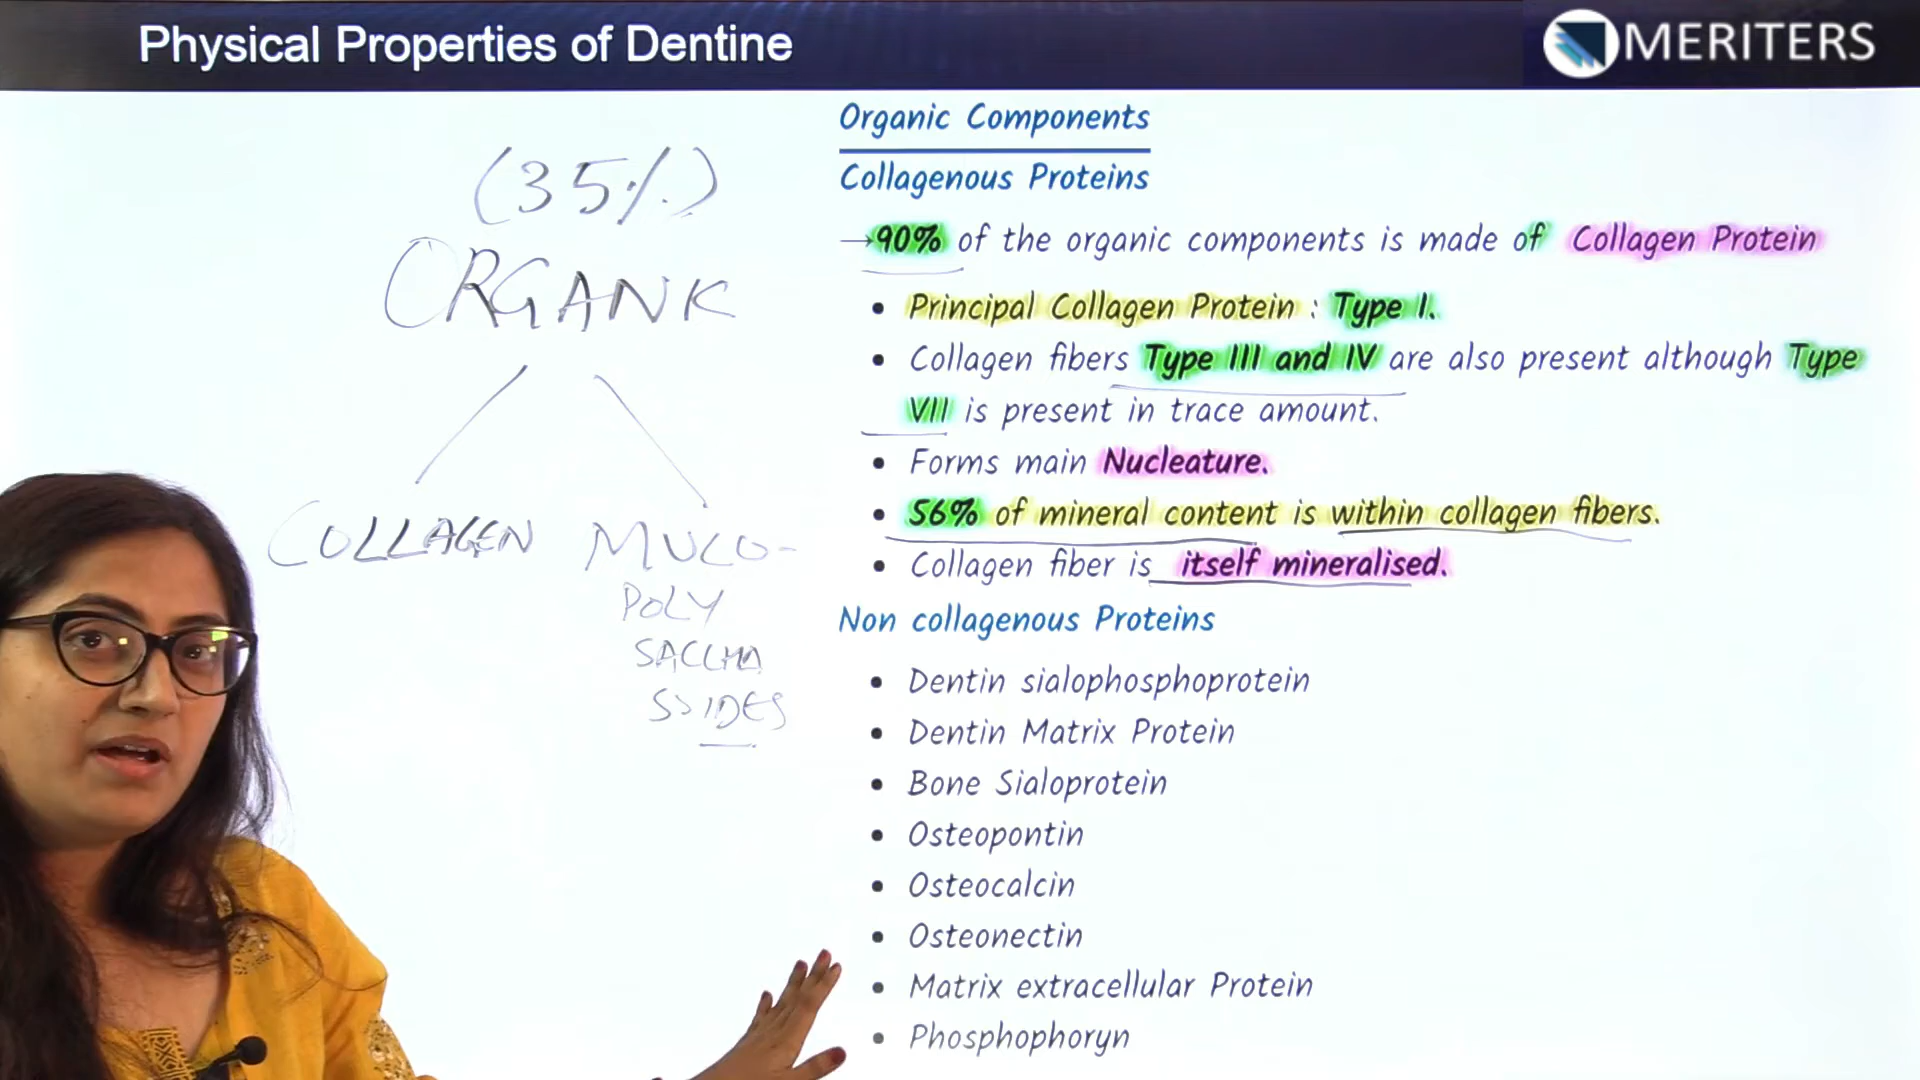 Physical Properties of Dentine
MERITERS
(35%)
ORGANIC
COLLAGEN MUCO-
POLY
SACCHA
SSIDES
Organic Components
Collagenous Proteins
→90% of the organic components is made of Collagen Protein
• Principal Collagen Protein : Type I.
• Collagen fibers Type III and IV are also present although Type
VII is present in trace amount.
• Forms main Nucleature.
• 56% of mineral content is within collagen fibers.
• Collagen fiber is itself mineralised.
Non collagenous Proteins
• Dentin sialophosphoprotein
• Dentin Matrix Protein
• Bone Sialoprotein
• Osteopontin
• Osteocalcin
• Osteonectin
• Matrix extracellular Protein
• Phosphophoryn